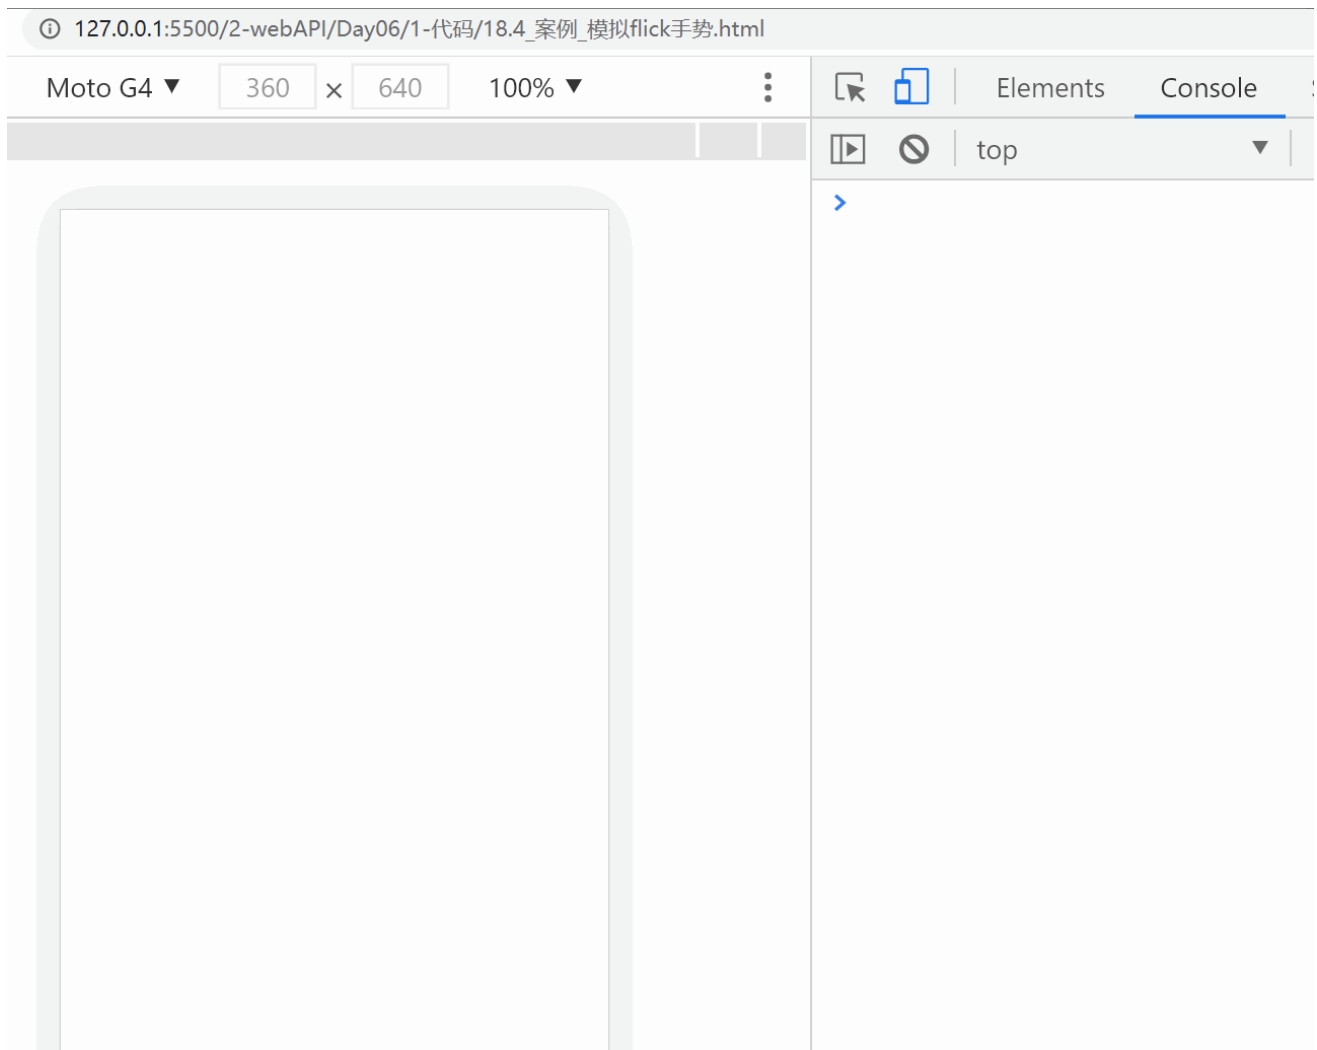 127.0.0.1:5500/2-webAPI/Day06/1-代码/18.4_案例_模拟flick手势.html
Moto G4 ▼ 360 × 640 100% ▼
Elements Console
top ▼